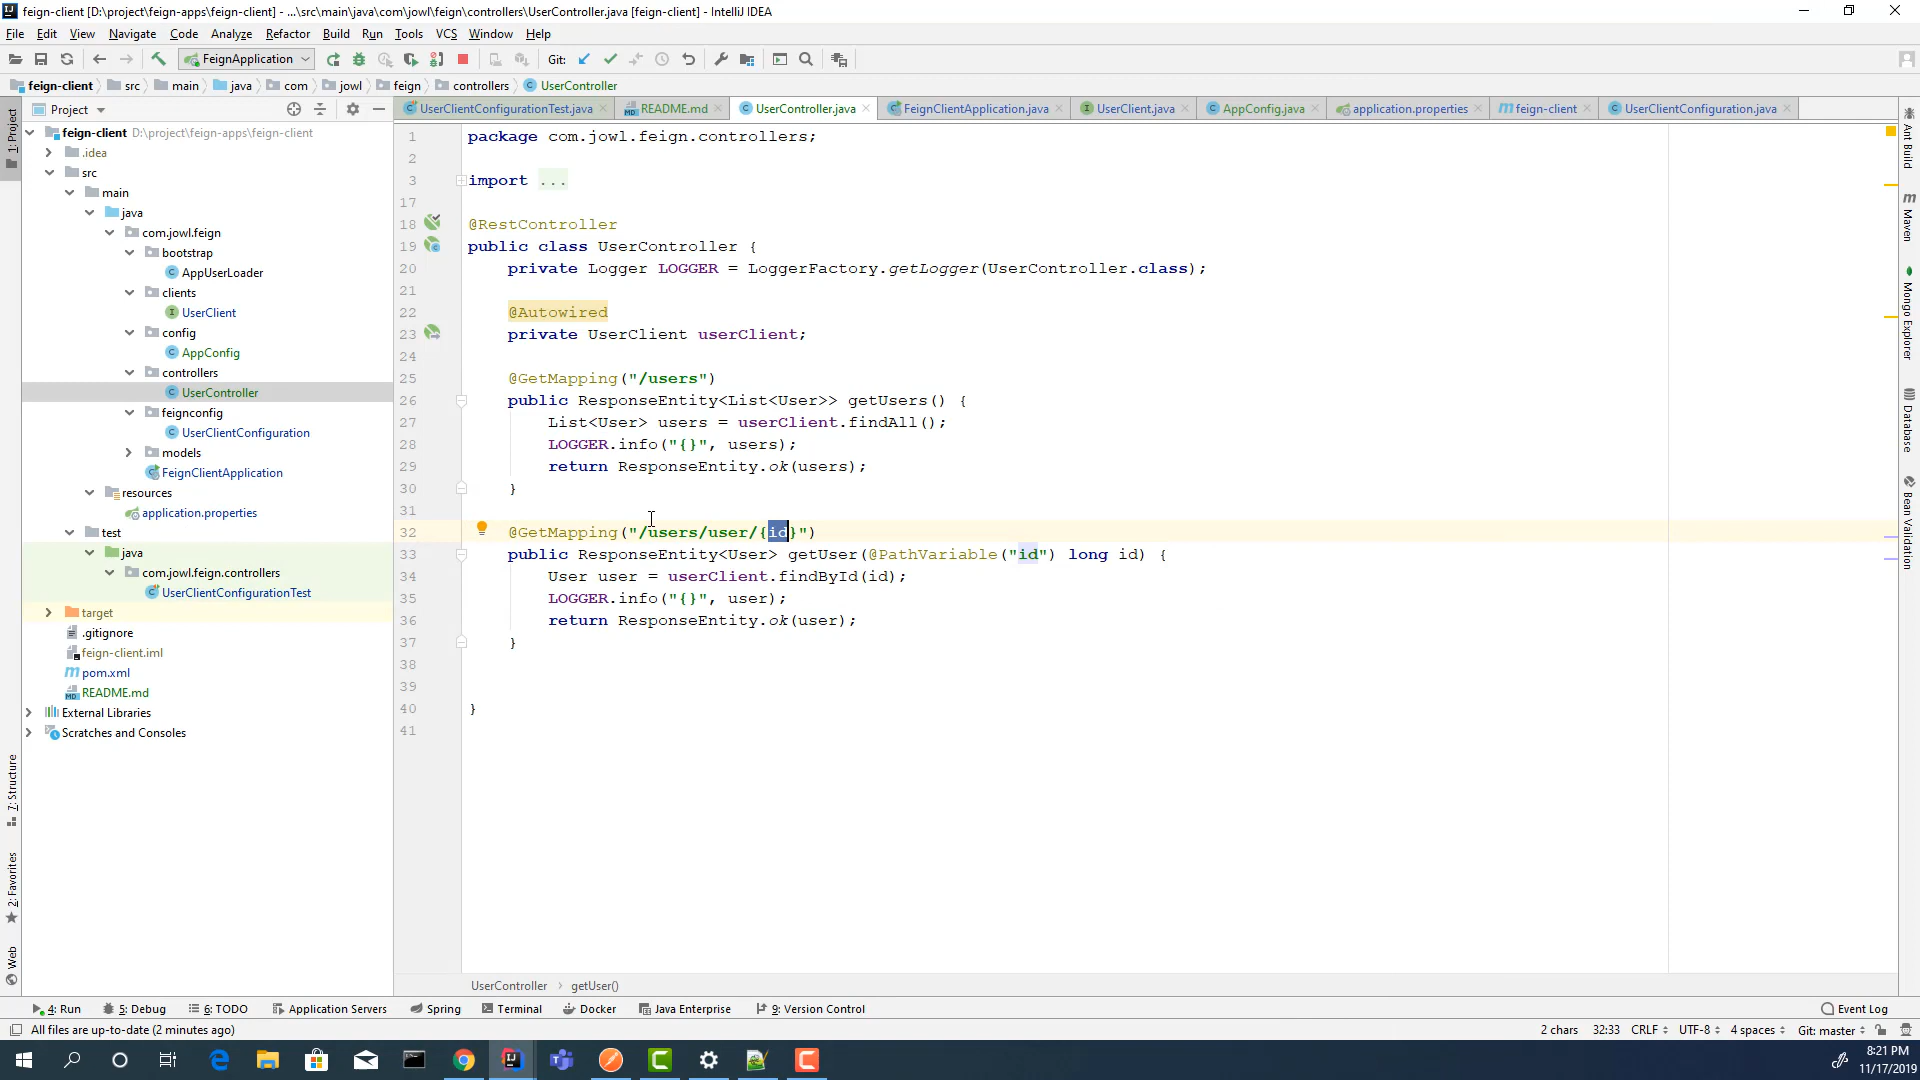 feign-client [D:\project\feign-apps\feign-client] - ...\src\main\java\com\jowl\feign\controllers\UserController.java [feign-client] - IntelliJ IDEA
File Edit View Navigate Code Analyze Refactor Build Run Tools VCS Window Help
FeignApplication Git:
feign-client src main java com jowl feign controllers UserController
Project
UserClientConfigurationTest.java README.md UserController.java FeignClientApplication.java UserClient.java AppConfig.java application.properties feign-client UserClientConfiguration.java
feign-client D:\project\feign-apps\feign-client
.idea
src
main
java
com.jowl.feign
bootstrap
AppUserLoader
clients
UserClient
config
AppConfig
controllers
UserController
feignconfig
UserClientConfiguration
models
FeignClientApplication
resources
application.properties
test
java
com.jowl.feign.controllers
UserClientConfigurationTest
target
.gitignore
feign-client.iml
pom.xml
README.md
External Libraries
Scratches and Consoles
1: Project
7: Structure
2: Favorites
Web
1 package com.jowl.feign.controllers;
2
3 import ...
17
18 @RestController
19 public class UserController {
20 private Logger LOGGER = LoggerFactory.getLogger(UserController.class);
21
22 @Autowired
23 private UserClient userClient;
24
25 @GetMapping("/users")
26 public ResponseEntity<List<User>> getUsers() {
27 List<User> users = userClient.findAll();
28 LOGGER.info("{}", users);
29 return ResponseEntity.ok(users);
30 }
31
32 @GetMapping("/users/user/{id}")
33 public ResponseEntity<User> getUser(@PathVariable("id") long id) {
34 User user = userClient.findById(id);
35 LOGGER.info("{}", user);
36 return ResponseEntity.ok(user);
37 }
38
39
40 }
41
Ant Build
Maven
Mongo Explorer
Database
Bean Validation
UserController getUser()
4: Run 5: Debug 6: TODO Application Servers Spring Terminal Docker Java Enterprise 9: Version Control Event Log
All files are up-to-date (2 minutes ago) 2 chars 32:33 CRLF UTF-8 4 spaces Git: master
8:21 PM
11/17/2019